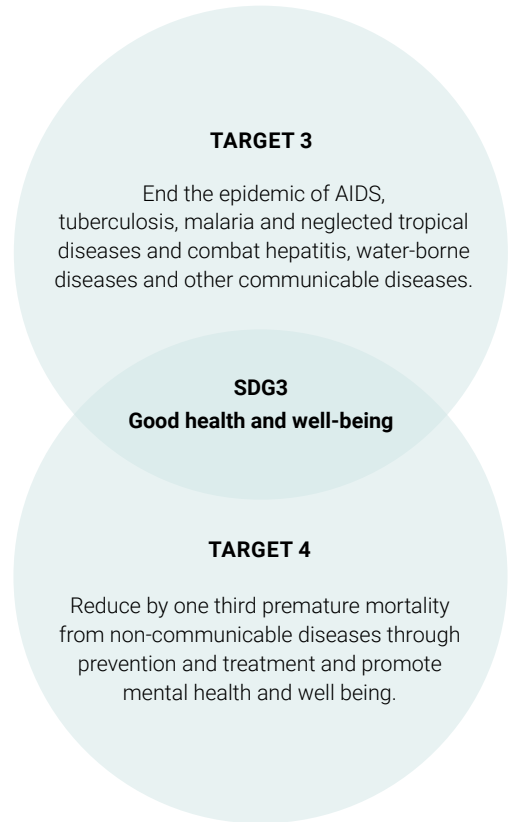 TARGET 3
End the epidemic of AIDS,
tuberculosis, malaria and neglected tropical
diseases and combat hepatitis, water-borne
diseases and other communicable diseases.
SDG3
Good health and well-being
TARGET 4
Reduce by one third premature mortality
from non-communicable diseases through
prevention and treatment and promote
mental health and well being.